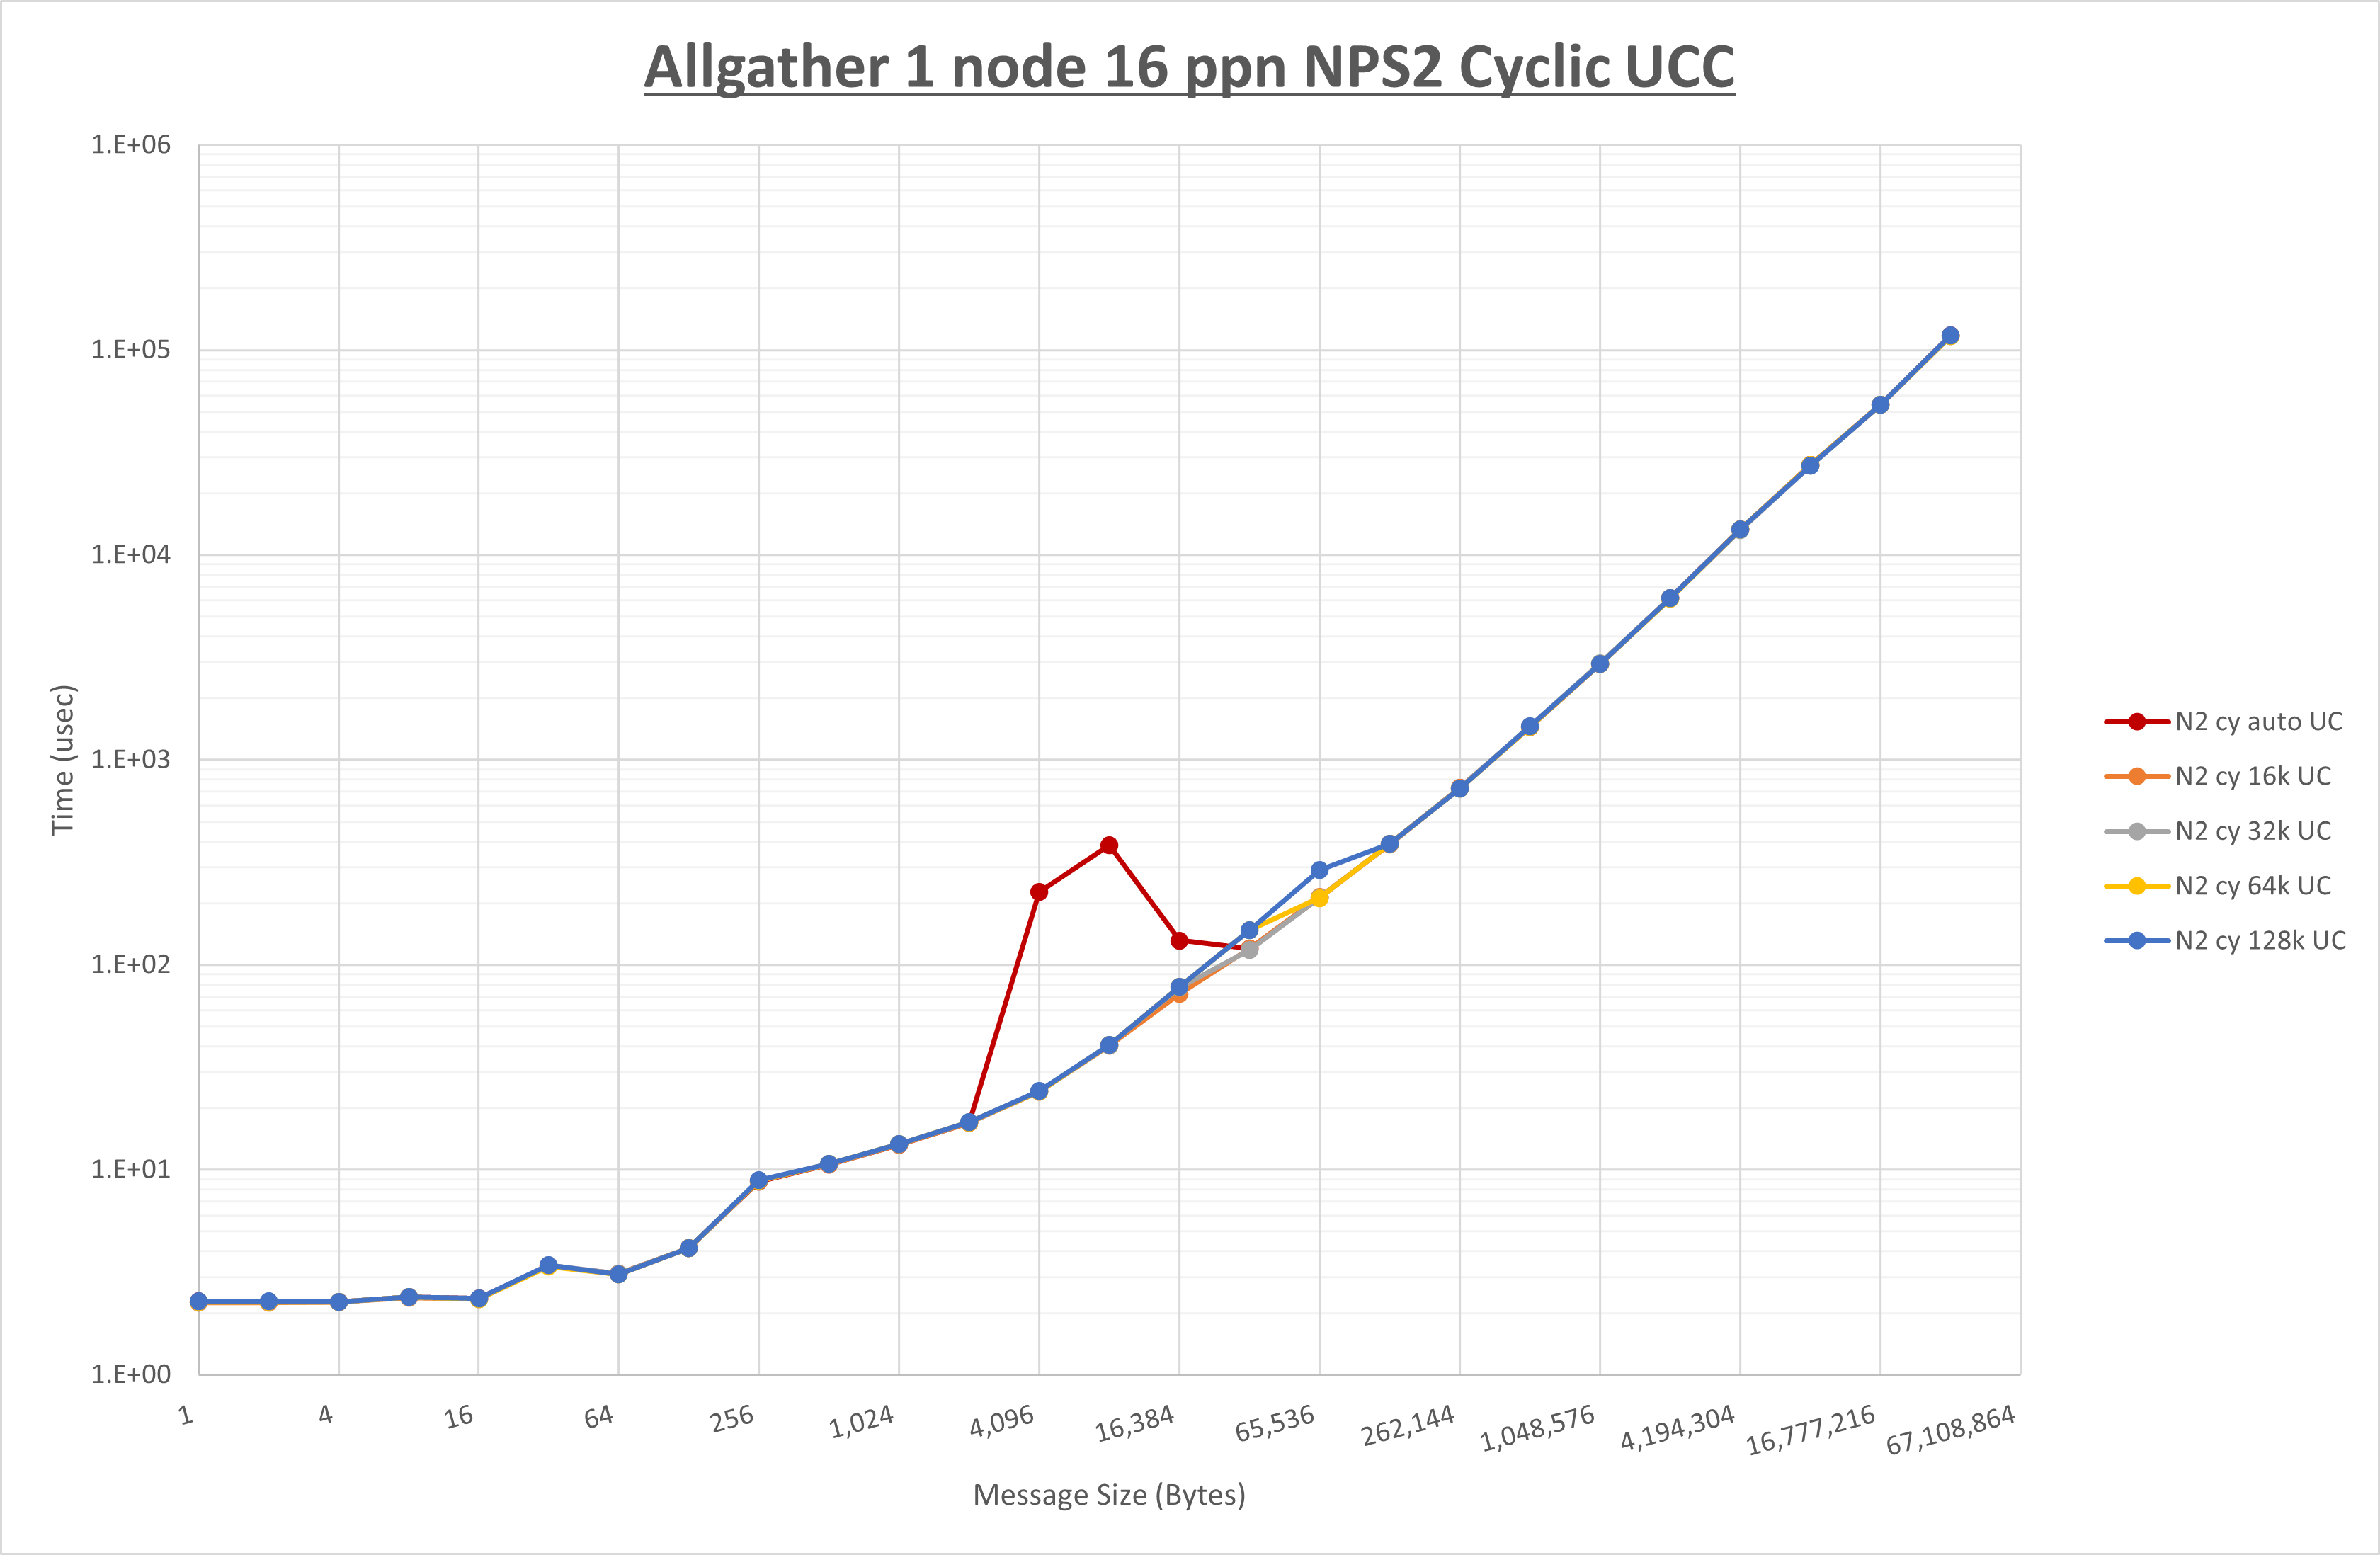 Allgather 1 node 16 ppn NPS2 Cyclic UCC
1.E+06
1.E+05
1.E+04
1.E+03
1.E+02
1.E+01
1.E+00
Time (usec)
1
4
16
64
256
1,024
4,096
16,384
65,536
262,144
1,048,576
4,194,304
16,777,216
67,108,864
Message Size (Bytes)
N2 cy auto UC
N2 cy 16k UC
N2 cy 32k UC
N2 cy 64k UC
N2 cy 128k UC